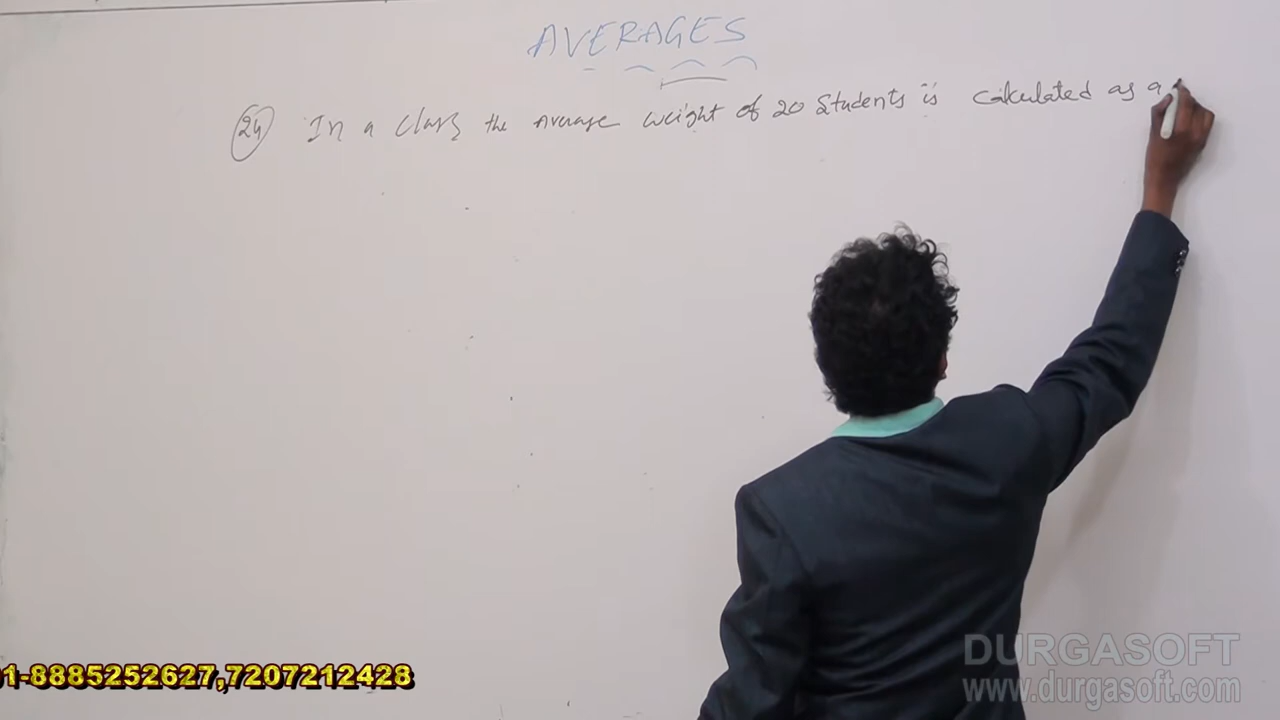 AVERAGES
24 In a class the Average weight of 20 Students is calculated as
1-8885252627,7207212428
DURGASOFT
www.durgasoft.com